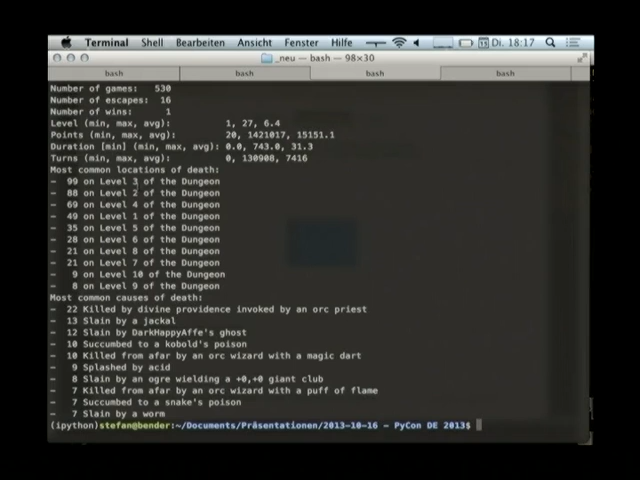 Terminal Shell Bearbeiten Ansicht Fenster Hilfe Di. 18:17
_neu — bash — 98×30
bash bash bash bash
Number of games: 530
Number of escapes: 16
Number of wins: 1
Level (min, max, avg): 1, 27, 6.4
Points (min, max, avg): 20, 1421017, 15151.1
Duration [min] (min, max, avg): 0.0, 743.0, 31.3
Turns (min, max, avg): 0, 130908, 7416
Most common locations of death:
- 99 on Level 3 of the Dungeon
- 88 on Level 2 of the Dungeon
- 69 on Level 4 of the Dungeon
- 49 on Level 1 of the Dungeon
- 35 on Level 5 of the Dungeon
- 28 on Level 6 of the Dungeon
- 21 on Level 8 of the Dungeon
- 21 on Level 7 of the Dungeon
- 9 on Level 10 of the Dungeon
- 8 on Level 9 of the Dungeon
Most common causes of death:
- 22 Killed by divine providence invoked by an orc priest
- 13 Slain by a jackal
- 12 Slain by DarkHappyAffe's ghost
- 10 Succumbed to a kobold's poison
- 10 Killed from afar by an orc wizard with a magic dart
- 9 Splashed by acid
- 8 Slain by an ogre wielding a +0,+0 giant club
- 7 Killed from afar by an orc wizard with a puff of flame
- 7 Succumbed to a snake's poison
- 7 Slain by a worm
(ipython)stefan@bender:~/Documents/Präsentationen/2013-10-16 - PyCon DE 2013$